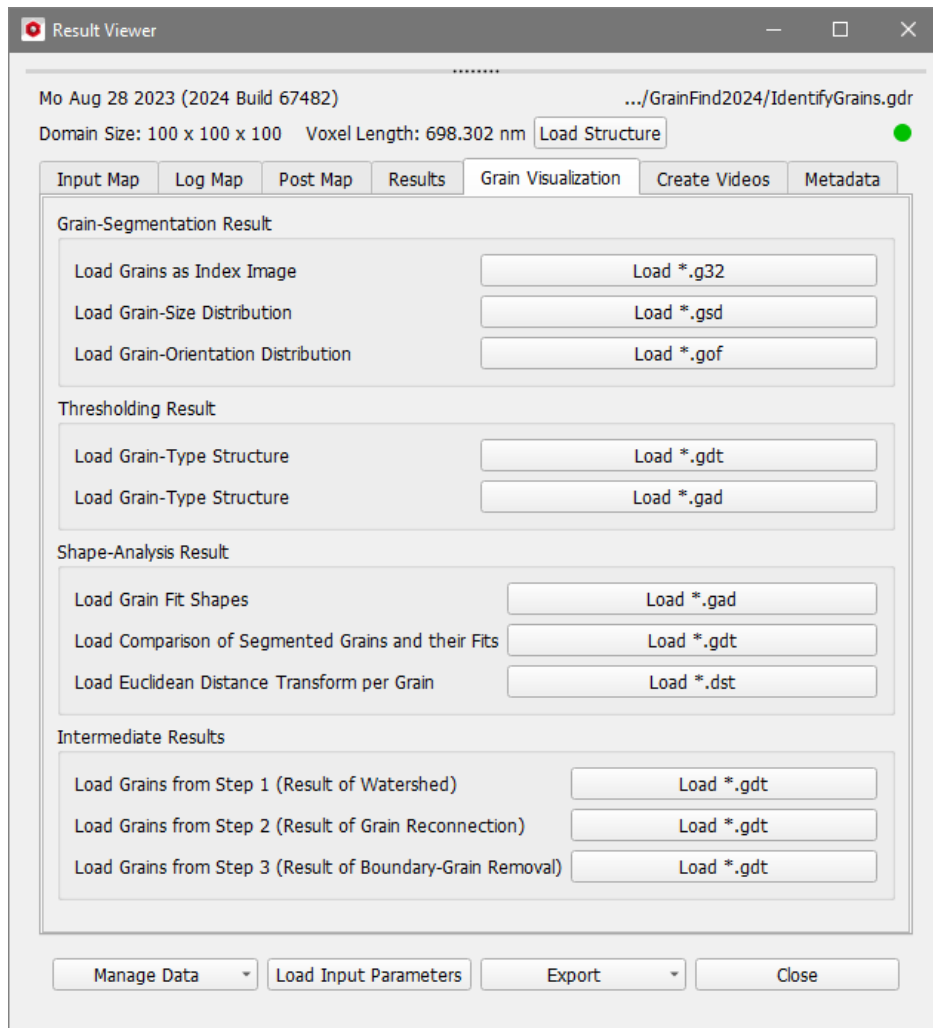 Result Viewer
Mo Aug 28 2023 (2024 Build 67482) .../GrainFind2024/IdentifyGrains.gdr
Domain Size: 100 x 100 x 100 Voxel Length: 698.302 nm Load Structure
Input Map Log Map Post Map Results Grain Visualization Create Videos Metadata
Grain-Segmentation Result
Load Grains as Index Image Load *.g32
Load Grain-Size Distribution Load *.gsd
Load Grain-Orientation Distribution Load *.gof
Thresholding Result
Load Grain-Type Structure Load *.gdt
Load Grain-Type Structure Load *.gad
Shape-Analysis Result
Load Grain Fit Shapes Load *.gad
Load Comparison of Segmented Grains and their Fits Load *.gdt
Load Euclidean Distance Transform per Grain Load *.dst
Intermediate Results
Load Grains from Step 1 (Result of Watershed) Load *.gdt
Load Grains from Step 2 (Result of Grain Reconnection) Load *.gdt
Load Grains from Step 3 (Result of Boundary-Grain Removal) Load *.gdt
Manage Data Load Input Parameters Export Close